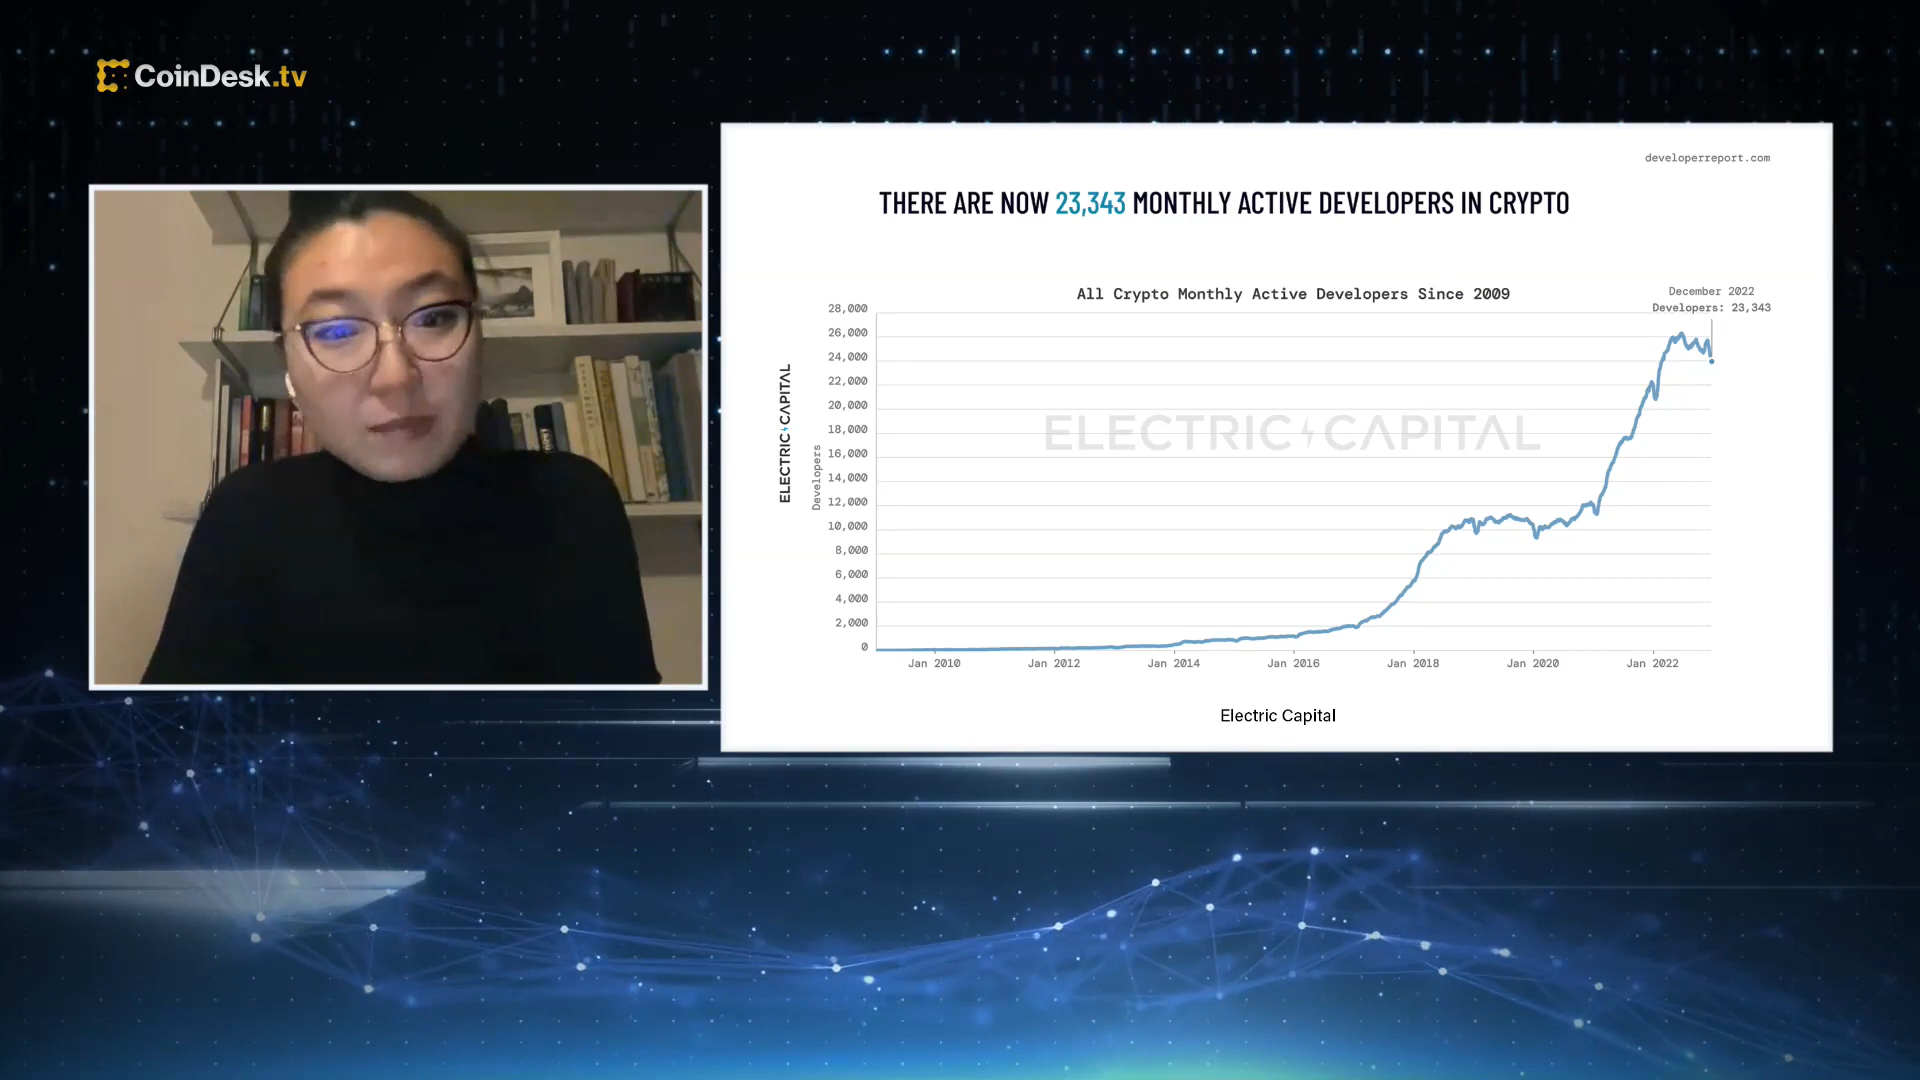 CoinDesk.tv
developerreport.com
THERE ARE NOW 23,343 MONTHLY ACTIVE DEVELOPERS IN CRYPTO
All Crypto Monthly Active Developers Since 2009
December 2022
Developers: 23,343
28,000
26,000
24,000
22,000
20,000
18,000
16,000
14,000
12,000
10,000
8,000
6,000
4,000
2,000
0
Developers
ELECTRIC CAPITAL
ELECTRIC CAPITAL
Jan 2010 Jan 2012 Jan 2014 Jan 2016 Jan 2018 Jan 2020 Jan 2022
Electric Capital